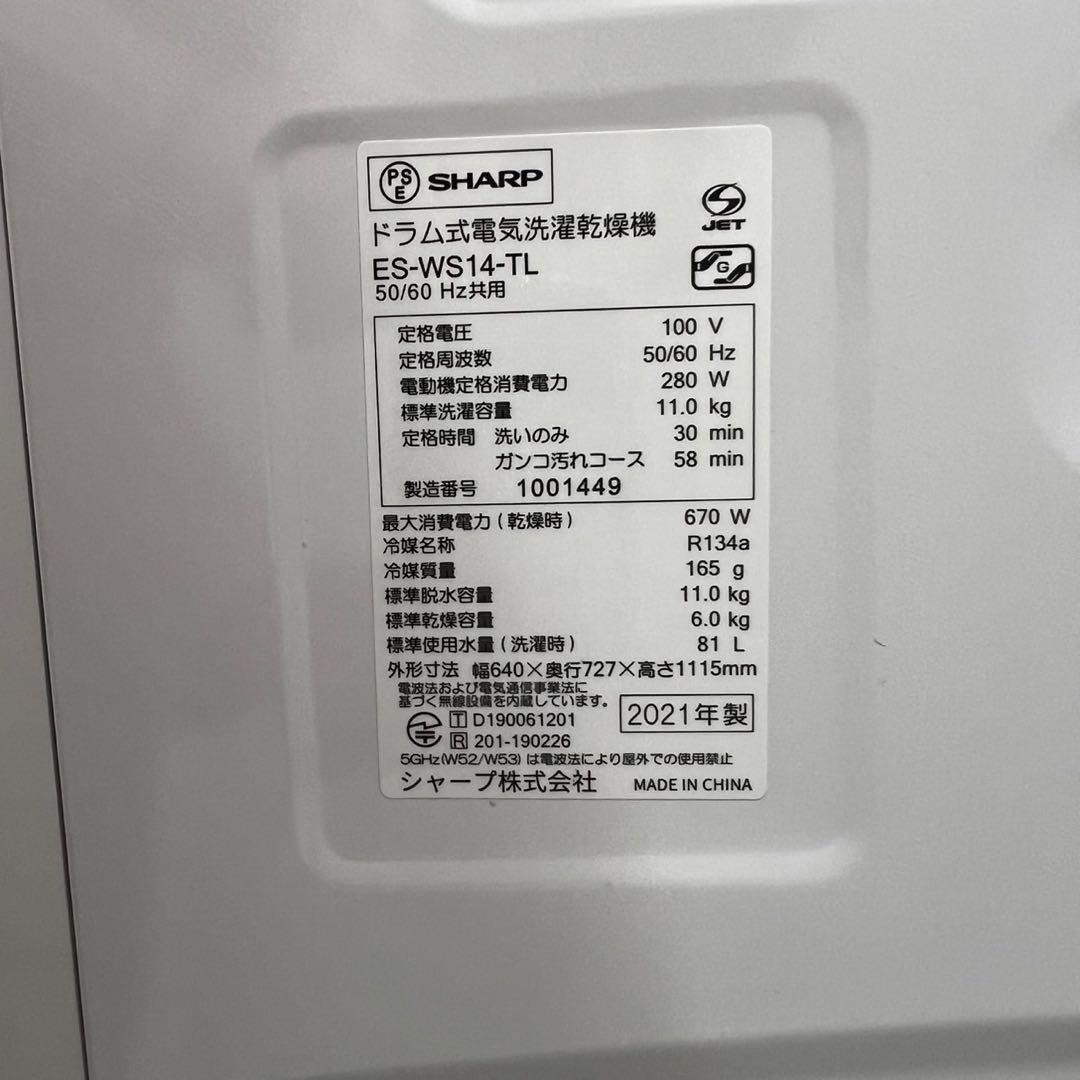 PSE SHARP
JET
ドラム式電気洗濯乾燥機
ES-WS14-TL
G
50/60 Hz共用
定格電圧 100 V
定格周波数 50/60 Hz
電動機定格消費電力 280 W
標準洗濯容量 11.0 kg
定格時間 洗いのみ 30 min
ガンコ汚れコース 58 min
製造番号 1001449
最大消費電力(乾燥時) 670 W
冷媒名称 R134a
冷媒質量 165 g
標準脱水容量 11.0 kg
標準乾燥容量 6.0 kg
標準使用水量(洗濯時) 81 L
外形寸法 幅640×奥行727×高さ1115mm
電波法および電気通信事業法に
基づく無線設備を内蔵しています。
T D190061201
R 201-190226
2021年製
5GHz(W52/W53)は電波法により屋外での使用禁止
シャープ株式会社 MADE IN CHINA